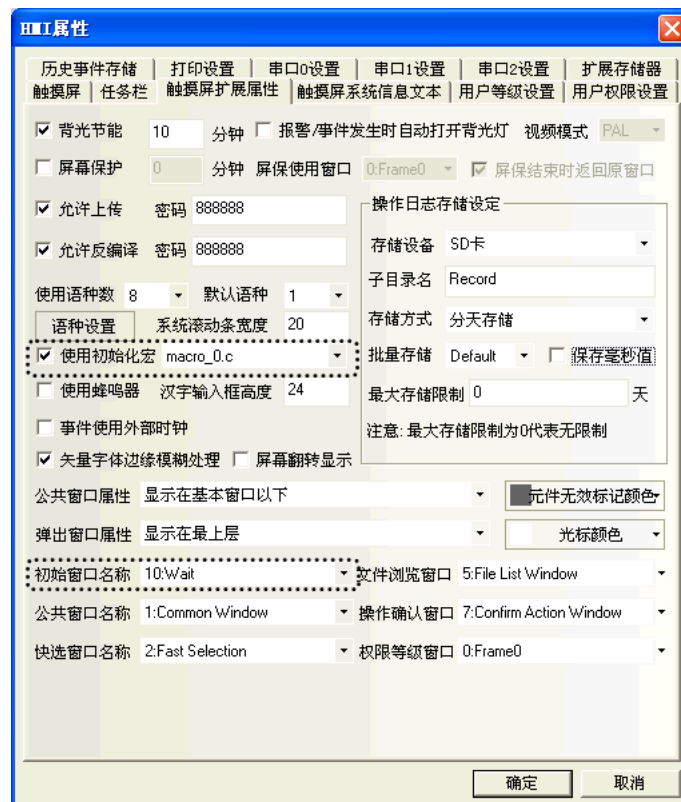 HMI属性
历史事件存储 打印设置 串口0设置 串口1设置 串口2设置 扩展存储器
触摸屏 任务栏 触摸屏扩展属性 触摸屏系统信息文本 用户等级设置 用户权限设置
背光节能 10 分钟 报警/事件发生时自动打开背光灯 视频模式 PAL
屏幕保护 0 分钟 屏保使用窗口 0:Frame0 屏保结束时返回原窗口
允许上传 密码 888888
允许反编译 密码 888888
使用语种数 8 默认语种 1
语种设置 系统滚动条宽度 20
使用初始化宏 macro_0.c
使用蜂鸣器 汉字输入框高度 24
事件使用外部时钟
矢量字体边缘模糊处理 屏幕翻转显示
操作日志存储设定
存储设备 SD卡
子目录名 Record
存储方式 分天存储
批量存储 Default 保存毫秒值
最大存储限制 0 天
注意:最大存储限制为0代表无限制
公共窗口属性 显示在基本窗口以下 元件无效标记颜色
弹出窗口属性 显示在最上层 光标颜色
初始窗口名称 10:Wait 文件浏览窗口 5:File List Window
公共窗口名称 1:Common Window 操作确认窗口 7:Confirm Action Window
快选窗口名称 2:Fast Selection 权限等级窗口 0:Frame0
确定 取消